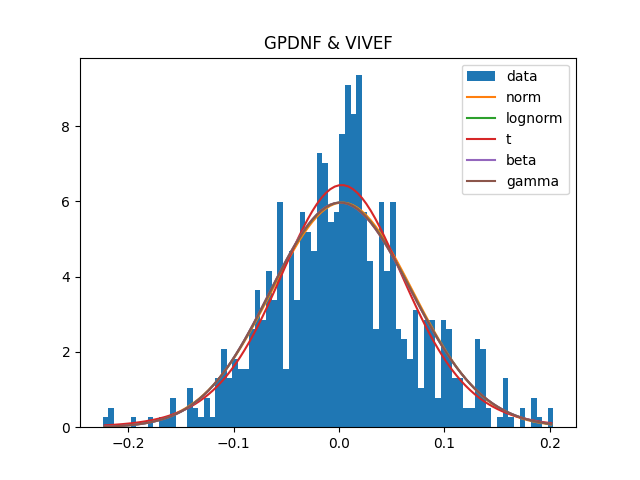 GPDNF & VIVEF
data
norm
lognorm
t
beta
gamma
8
6
4
2
0
−0.2
−0.1
0.0
0.1
0.2